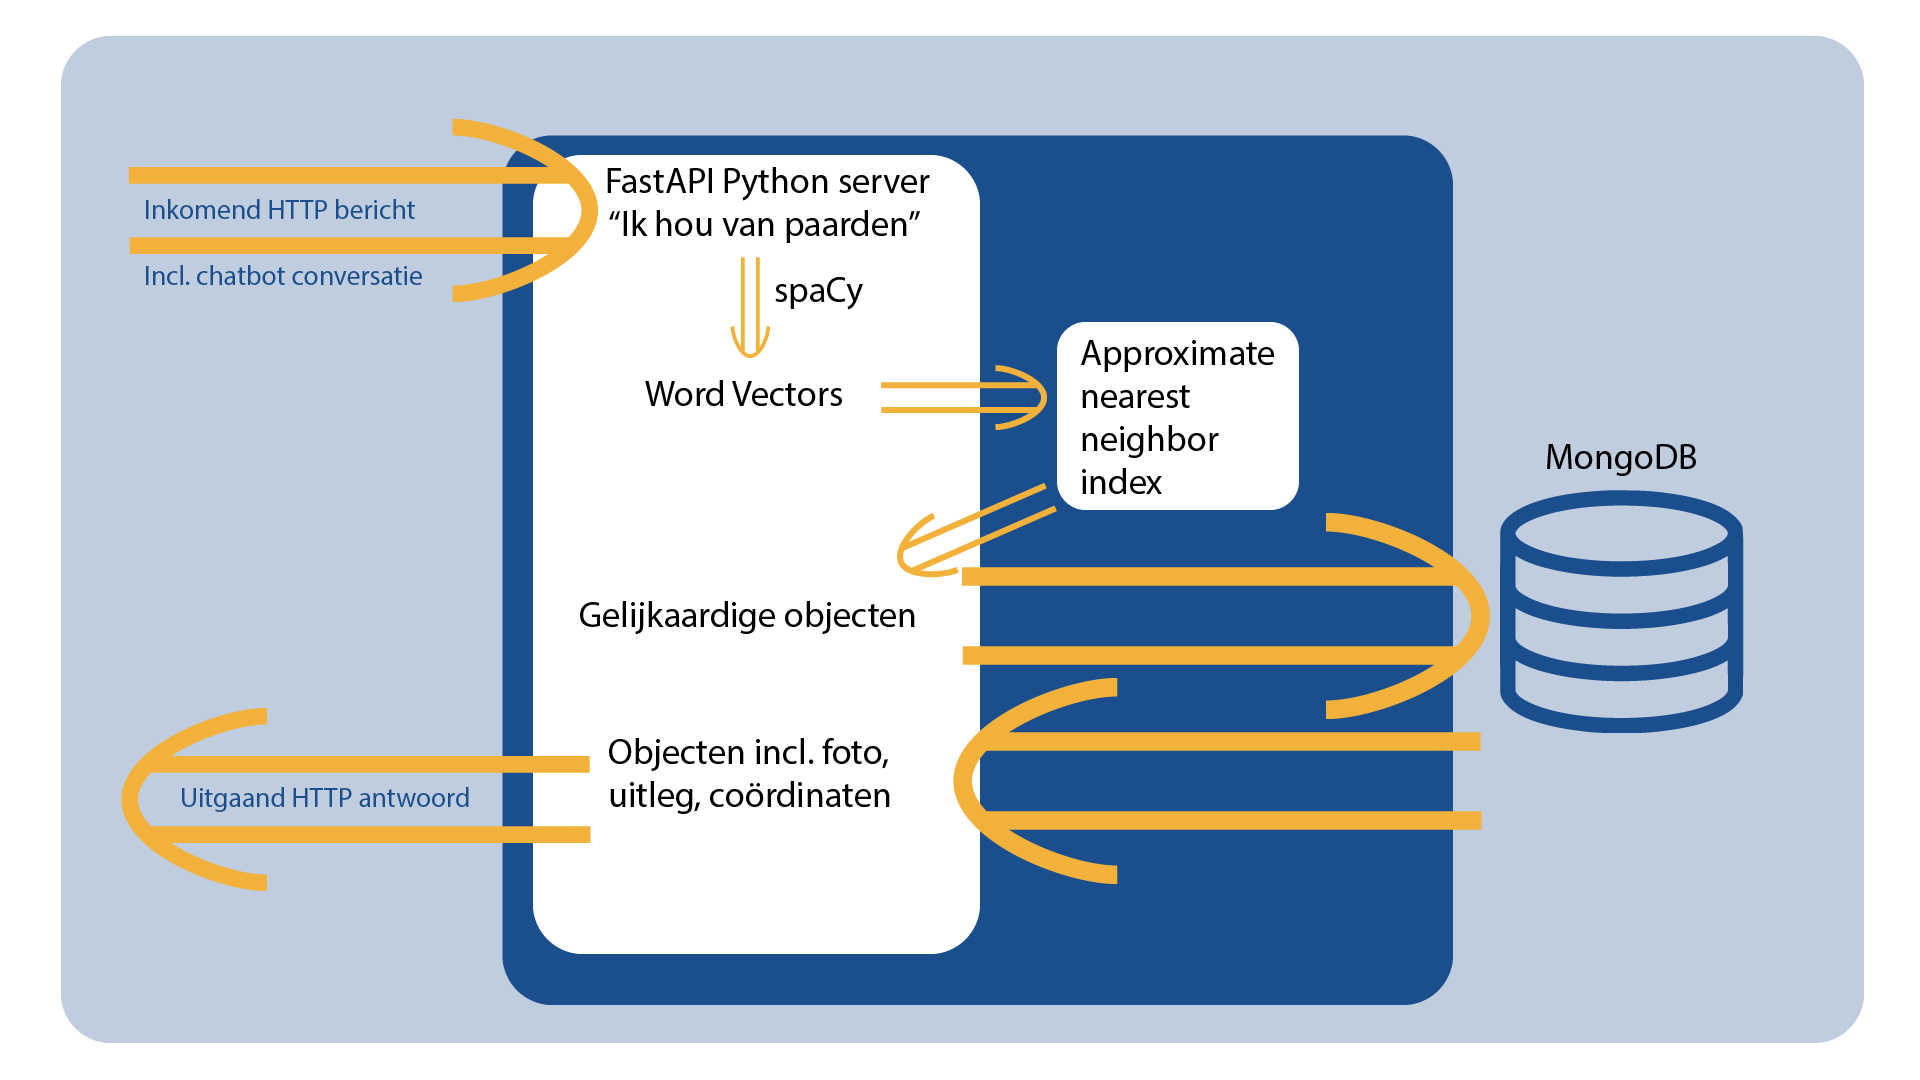 Inkomend HTTP bericht
Incl. chatbot conversatie
FastAPI Python server
“Ik hou van paarden”
spaCy
Word Vectors
Approximate
nearest
neighbor
index
MongoDB
Gelijkaardige objecten
Objecten incl. foto,
uitleg, coördinaten
Uitgaand HTTP antwoord